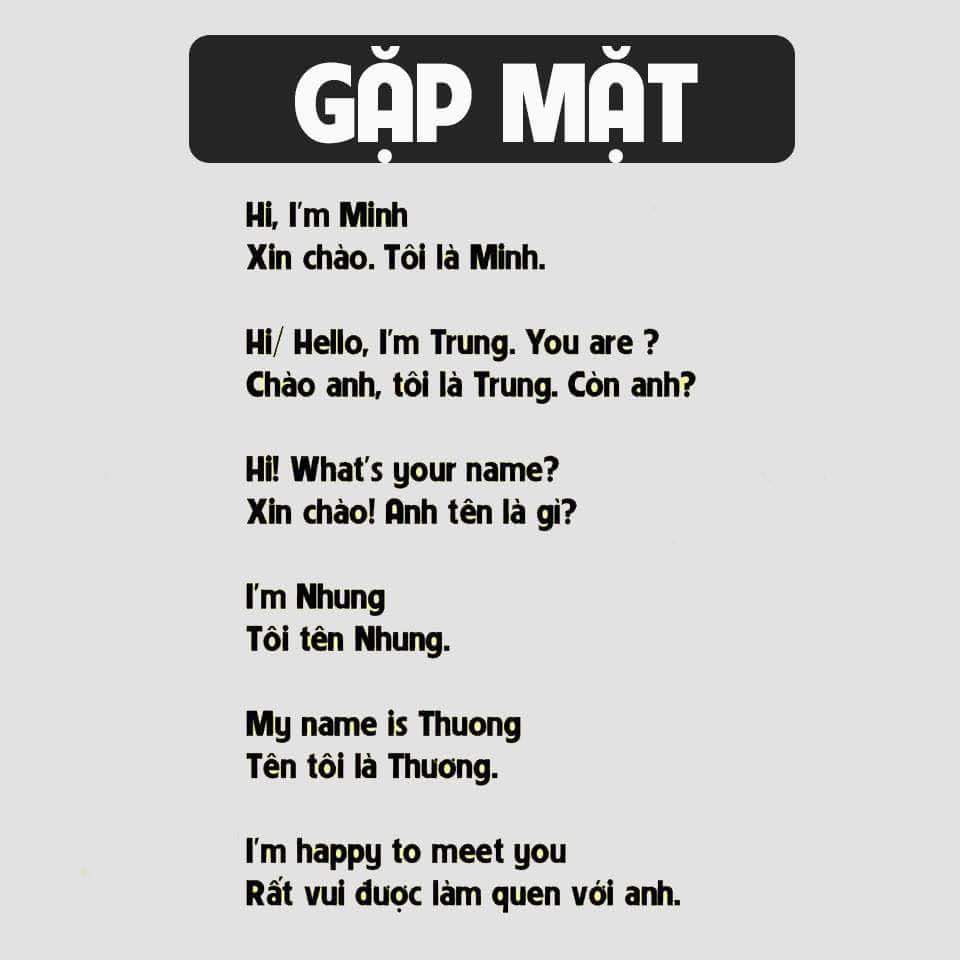 GẶP MẶT
Hi, I'm Minh
Xin chào. Tôi là Minh.
Hi/ Hello, I'm Trung. You are ?
Chào anh, tôi là Trung. Còn anh?
Hi! What's your name?
Xin chào! Anh tên là gì?
I'm Nhung
Tôi tên Nhung.
My name is Thuong
Tên tôi là Thương.
I'm happy to meet you
Rất vui được làm quen với anh.